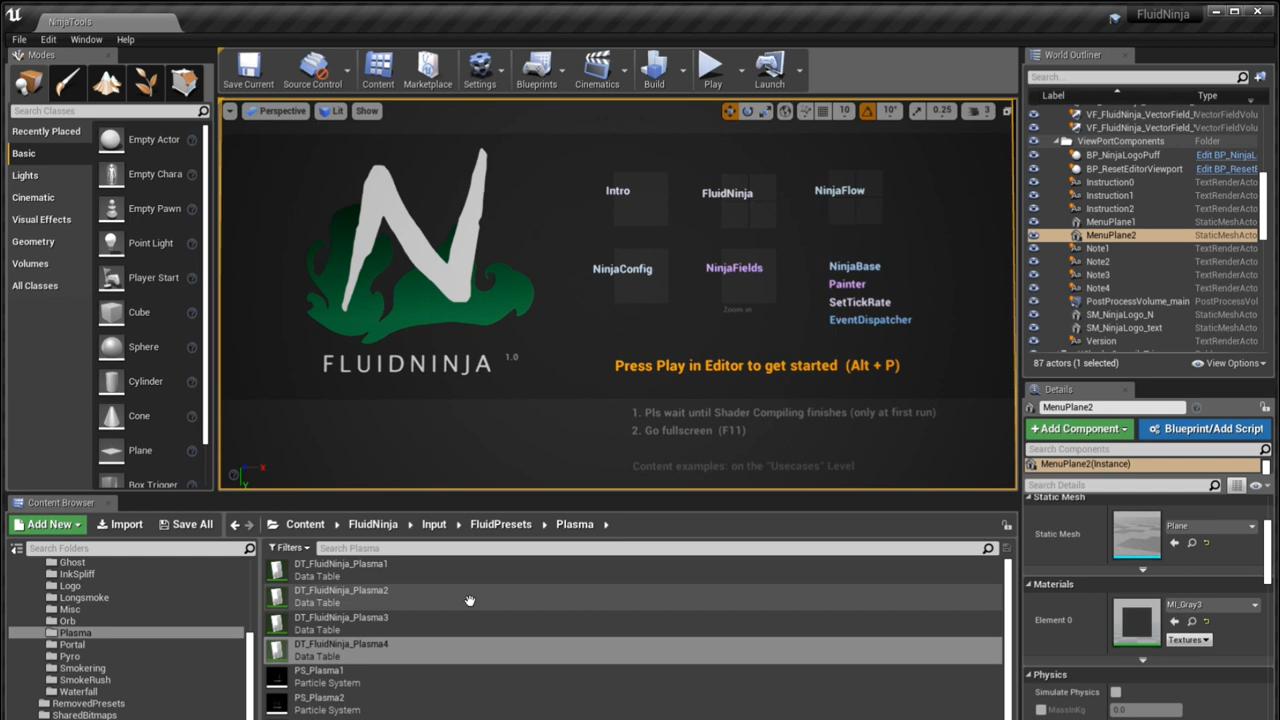 NinjaTools
FluidNinja
File Edit Window Help
Modes
Search Classes
Recently Placed
Basic
Lights
Cinematic
Visual Effects
Geometry
Volumes
All Classes
Empty Actor
Empty Chara
Empty Pawn
Point Light
Player Start
Cube
Sphere
Cylinder
Cone
Plane
Box Trigger
Save Current Source Control Content Marketplace Settings Blueprints Cinematics Build Play Launch
Perspective Lit Show 10 10° 0.25 3
N
FLUIDNINJA 1.0
Intro FluidNinja NinjaFlow
NinjaConfig NinjaFields NinjaBase
Painter
SetTickRate
EventDispatcher
Zoom in
Press Play in Editor to get started (Alt + P)
1. Pls wait until Shader Compiling finishes (only at first run)
2. Go fullscreen (F11)
Content examples: on the "Usecases" Level
X
Y
World Outliner
Search...
Label Type
VF_FluidNinja_VectorField_ VectorFieldVolu
VF_FluidNinja_VectorField_ VectorFieldVolu
ViewPortComponents Folder
BP_NinjaLogoPuff Edit BP_NinjaL
BP_ResetEditorViewport Edit BP_ResetE
Instruction0 TextRenderActo
Instruction1 TextRenderActo
Instruction2 TextRenderActo
MenuPlane1 StaticMeshActo
MenuPlane2 StaticMeshActo
Note1 TextRenderActo
Note2 TextRenderActo
Note3 TextRenderActo
Note4 TextRenderActo
PostProcessVolume_main PostProcessVol
SM_NinjaLogo_N StaticMeshActo
SM_NinjaLogo_text StaticMeshActo
Version TextRenderActo
87 actors (1 selected) View Options
Details
MenuPlane2
+ Add Component Blueprint/Add Script
Search Components
MenuPlane2(Instance)
Search Details
Static Mesh
Static Mesh Plane
Materials
Element 0 MI_Gray3
Textures
Physics
Simulate Physics
MassInKg 0.0
Content Browser
Add New Import Save All Content FluidNinja Input FluidPresets Plasma
Search Folders
Ghost
InkSpliff
Logo
Longsmoke
Misc
Orb
Plasma
Portal
Pyro
Smokering
SmokeRush
Waterfall
RemovedPresets
SharedBitmaps
Filters Search Plasma
DT_FluidNinja_Plasma1
Data Table
DT_FluidNinja_Plasma2
Data Table
DT_FluidNinja_Plasma3
Data Table
DT_FluidNinja_Plasma4
Data Table
PS_Plasma1
Particle System
PS_Plasma2
Particle System